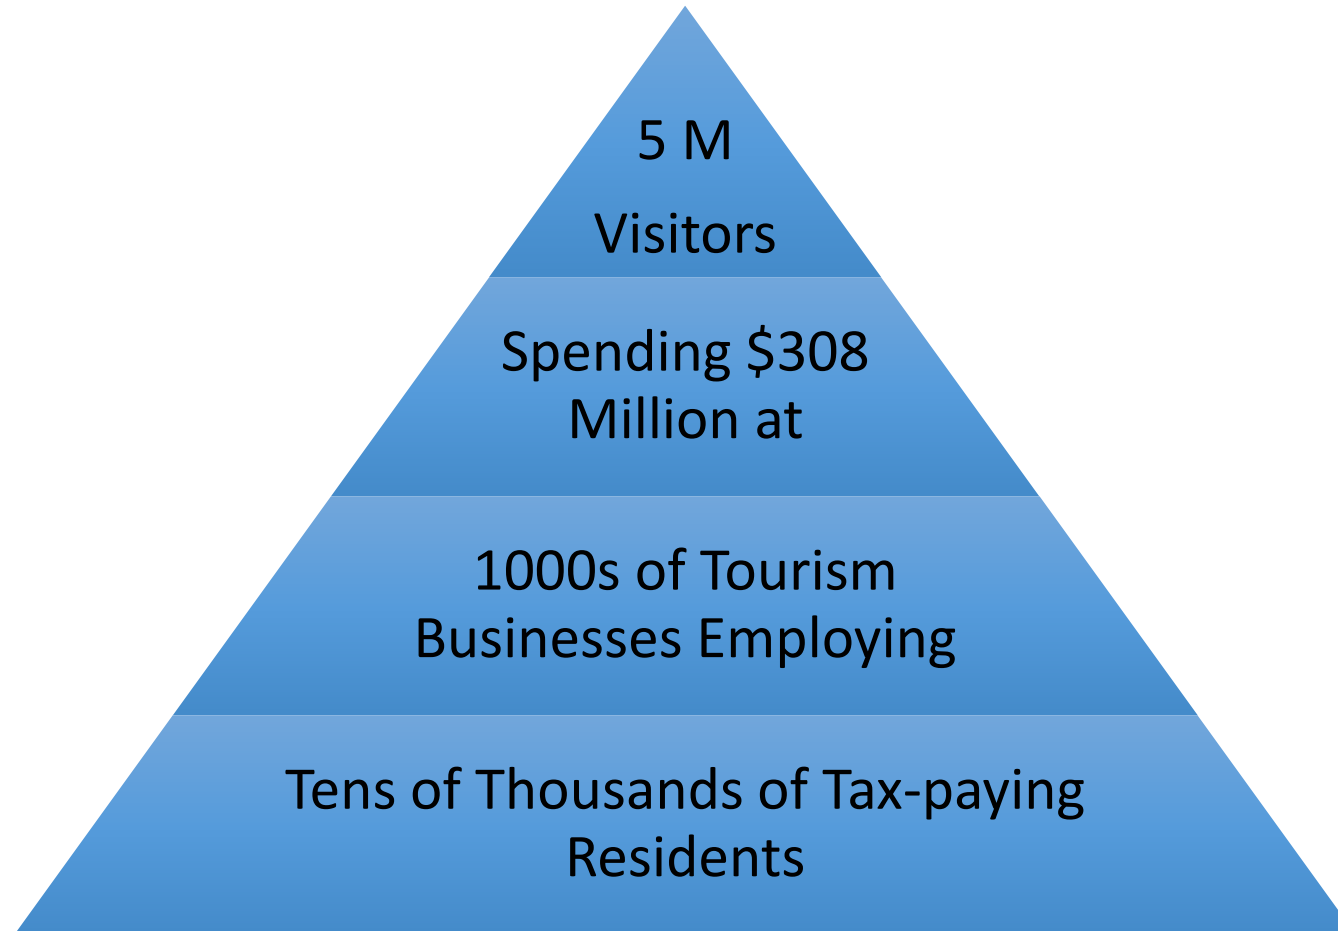 5 M
Visitors
Spending $308
Million at
1000s of Tourism
Businesses Employing
Tens of Thousands of Tax-paying
Residents